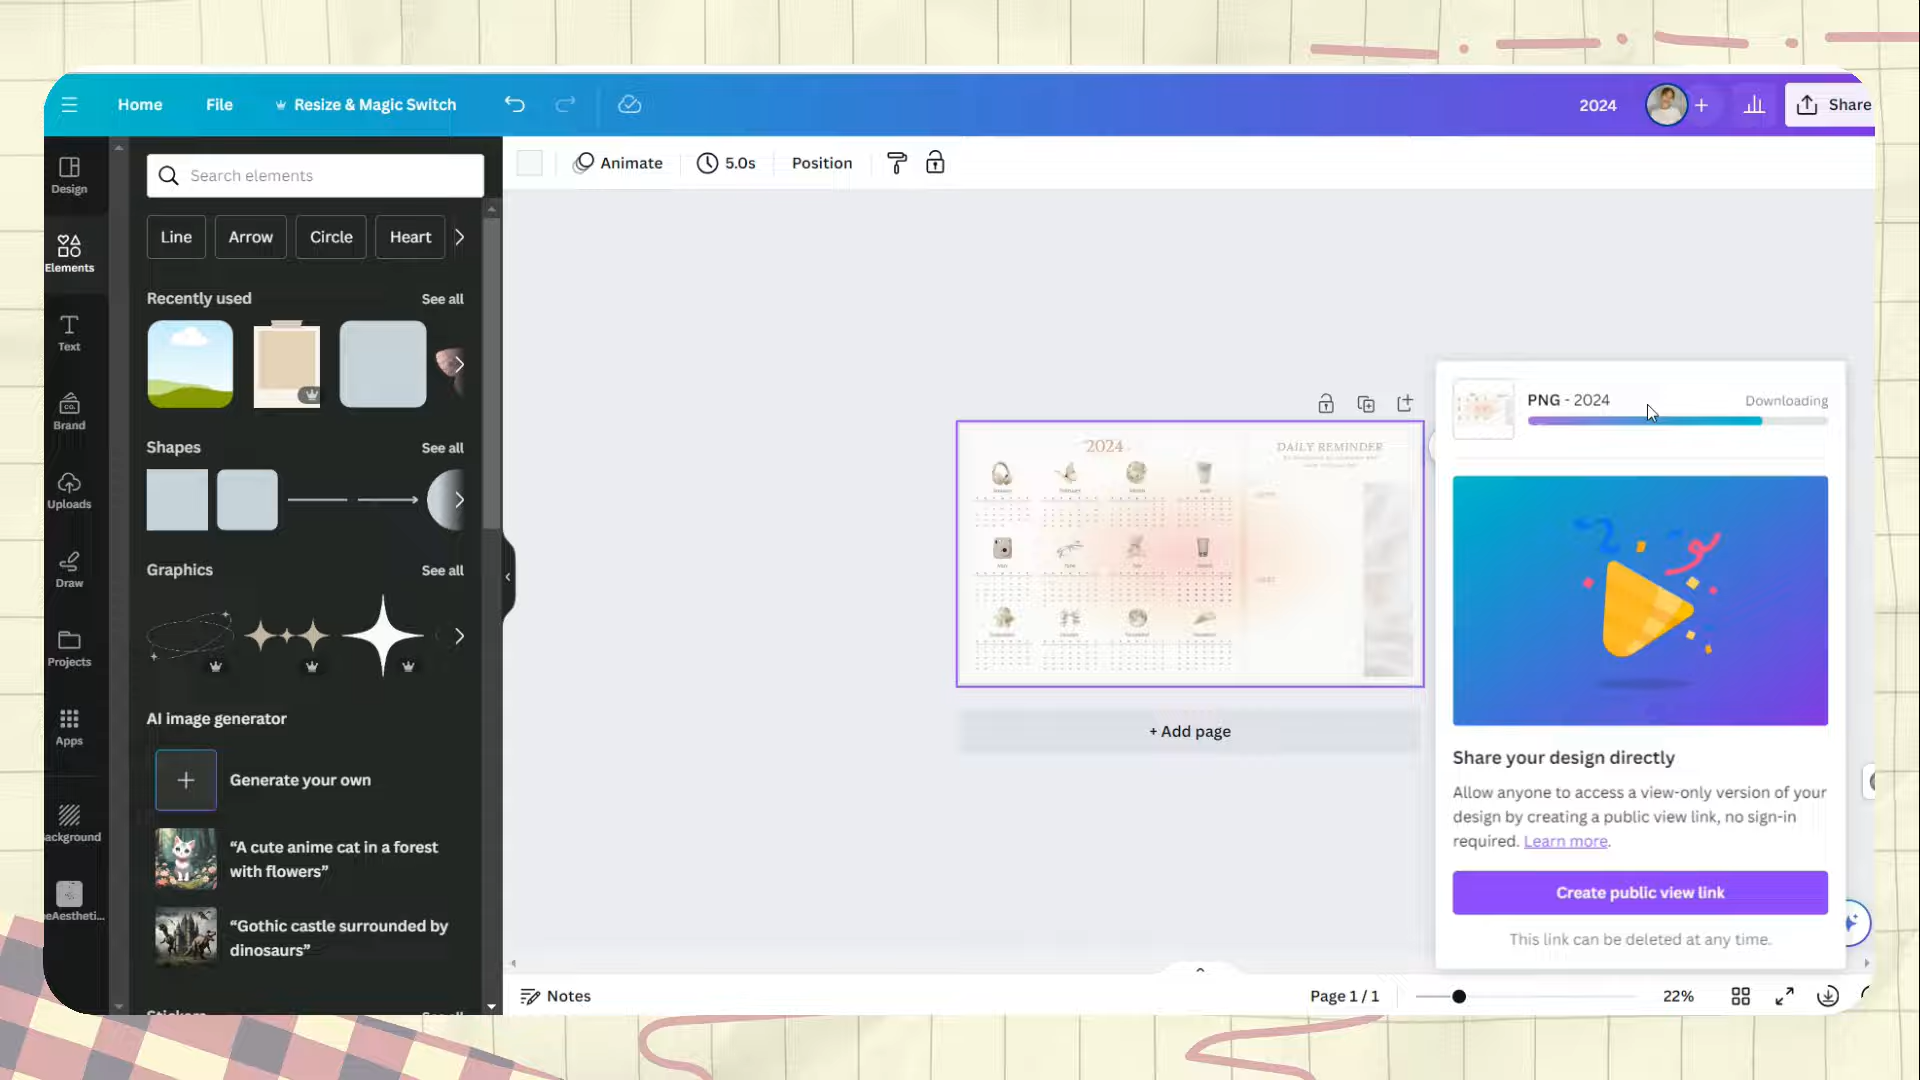 Home
File
Resize & Magic Switch
2024
Share
Design
Elements
Text
Brand
Uploads
Draw
Projects
Apps
ackground
eAestheti...
Search elements
Line
Arrow
Circle
Heart
Recently used
See all
Shapes
See all
Graphics
See all
AI image generator
Generate your own
“A cute anime cat in a forest
with flowers”
“Gothic castle surrounded by
dinosaurs”
Animate
5.0s
Position
2024
DAILY REMINDER
+ Add page
PNG - 2024
Downloading
Share your design directly
Allow anyone to access a view-only version of your
design by creating a public view link, no sign-in
required. Learn more.
Create public view link
This link can be deleted at any time.
Notes
Page 1 / 1
22%